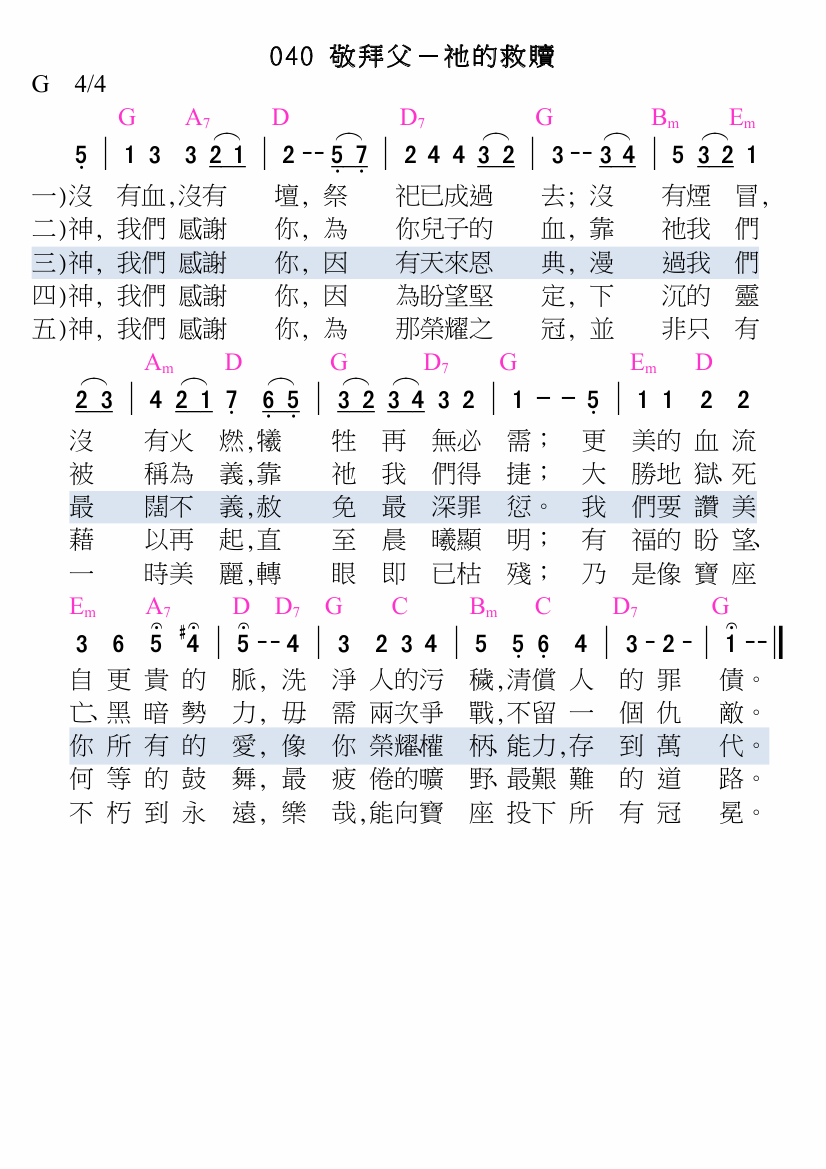 040 敬拜父－祂的救贖
G 4/4
G A7 D D7 G Bm Em
5 | 1 3 3 2 1 | 2 -- 5 7 | 2 4 4 3 2 | 3 -- 3 4 | 5 3 2 1
一)沒 有血,沒有 壇, 祭 祀已成過 去; 沒 有煙 冒,
二)神, 我們 感謝 你, 為 你兒子的 血, 靠 祂我 們
三)神, 我們 感謝 你, 因 有天來恩 典, 漫 過我 們
四)神, 我們 感謝 你, 因 為盼望堅 定, 下 沉的 靈
五)神, 我們 感謝 你, 為 那榮耀之 冠, 並 非只 有
Am D G D7 G Em D
2 3 | 4 2 1 7 6 5 | 3 2 3 4 3 2 | 1 - - 5 | 1 1 2 2
沒 有火 燃,犧 牲 再 無必 需； 更 美的 血 流
被 稱為 義,靠 祂 我 們得 捷； 大 勝地 獄、死
最 闊不 義,赦 免 最 深罪 愆。 我 們要 讚 美
藉 以再 起,直 至 晨 曦顯 明； 有 福的 盼 望、
一 時美 麗,轉 眼 即 已枯 殘； 乃 是像 寶 座
Em A7 D D7 G C Bm C D7 G
3 6 5 #4 | 5 -- 4 | 3 2 3 4 | 5 5 6 4 | 3 - 2 - | 1 -- ||
自 更 貴 的 脈, 洗 淨 人的污 穢,清償 人 的 罪 債。
亡、黑 暗 勢 力, 毋 需 兩次爭 戰,不留 一 個 仇 敵。
你 所 有 的 愛, 像 你 榮耀、權 柄、能力,存 到 萬 代。
何 等 的 鼓 舞, 最 疲 倦的曠 野、最艱 難 的 道 路。
不 朽 到 永 遠, 樂 哉,能向寶 座 投下 所 有 冠 冕。